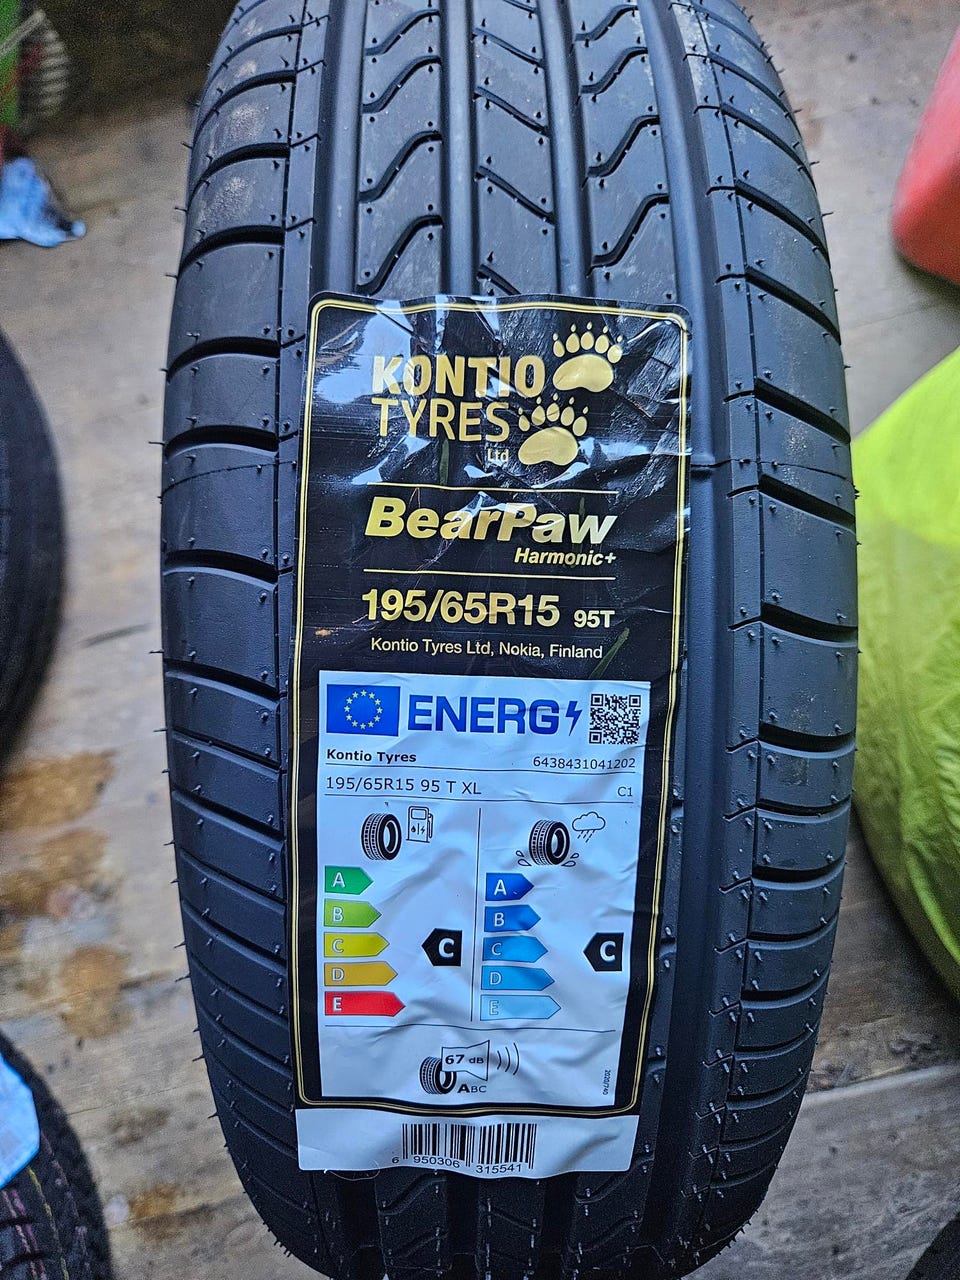 KONTIO
TYRES
Ltd
BearPaw
Harmonic+
195/65R15 95T
Kontio Tyres Ltd, Nokia, Finland
ENERG
Kontio Tyres 6438431041202
195/65R15 95 T XL C1
A A
B B
C C C C
D D
E E
67 dB
ABC
2020/740
6 950306 315541